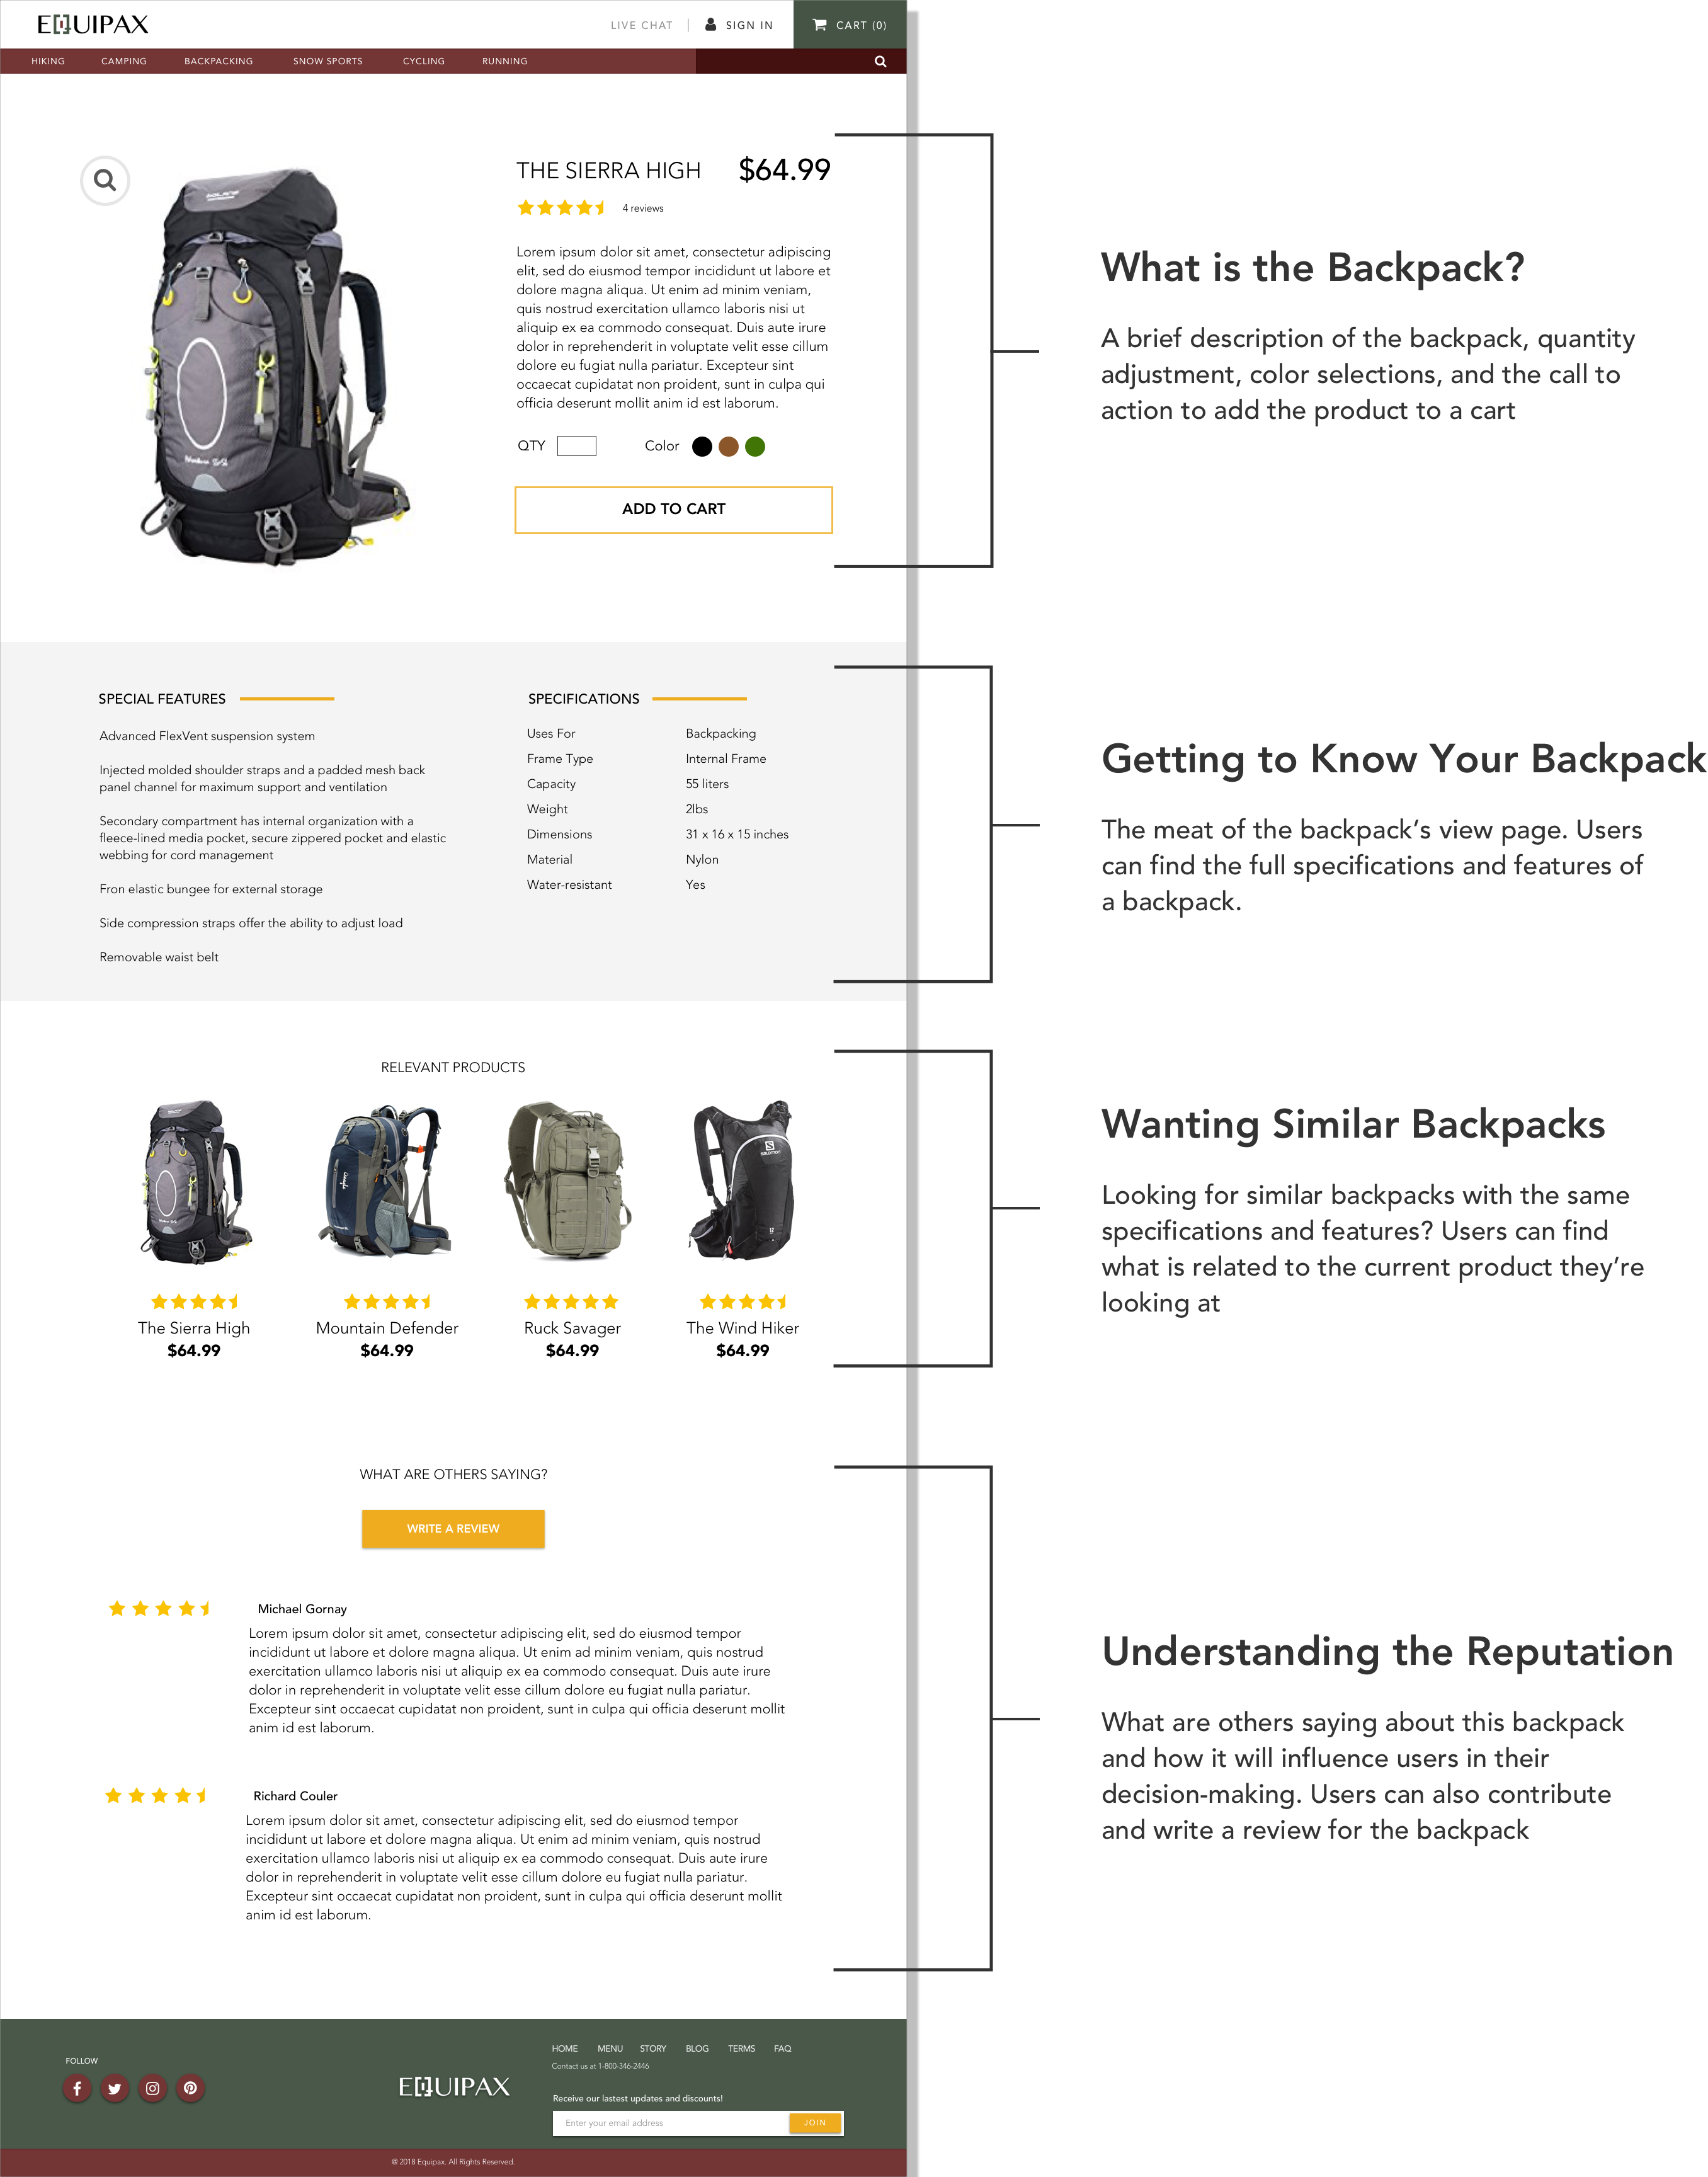 EQUIPAX
LIVE CHAT
SIGN IN
CART (0)
HIKING
CAMPING
BACKPACKING
SNOW SPORTS
CYCLING
RUNNING
THE SIERRA HIGH $64.99
4 reviews
Lorem ipsum dolor sit amet, consectetur adipiscing
elit, sed do eiusmod tempor incididunt ut labore et
dolore magna aliqua. Ut enim ad minim veniam,
quis nostrud exercitation ullamco laboris nisi ut
aliquip ex ea commodo consequat. Duis aute irure
dolor in reprehenderit in voluptate velit esse cillum
dolore eu fugiat nulla pariatur. Excepteur sint
occaecat cupidatat non proident, sunt in culpa qui
officia deserunt mollit anim id est laborum.
QTY
Color
ADD TO CART
What is the Backpack?
A brief description of the backpack, quantity
adjustment, color selections, and the call to
action to add the product to a cart
SPECIAL FEATURES
Advanced FlexVent suspension system
Injected molded shoulder straps and a padded mesh back
panel channel for maximum support and ventilation
Secondary compartment has internal organization with a
fleece-lined media pocket, secure zippered pocket and elastic
webbing for cord management
Fron elastic bungee for external storage
Side compression straps offer the ability to adjust load
Removable waist belt
SPECIFICATIONS
Uses For Backpacking
Frame Type Internal Frame
Capacity 55 liters
Weight 2lbs
Dimensions 31 x 16 x 15 inches
Material Nylon
Water-resistant Yes
Getting to Know Your Backpack
The meat of the backpack’s view page. Users
can find the full specifications and features of
a backpack.
RELEVANT PRODUCTS
salomon
The Sierra High
$64.99
Mountain Defender
$64.99
Ruck Savager
$64.99
The Wind Hiker
$64.99
Wanting Similar Backpacks
Looking for similar backpacks with the same
specifications and features? Users can find
what is related to the current product they’re
looking at
WHAT ARE OTHERS SAYING?
WRITE A REVIEW
Michael Gornay
Lorem ipsum dolor sit amet, consectetur adipiscing elit, sed do eiusmod tempor
incididunt ut labore et dolore magna aliqua. Ut enim ad minim veniam, quis nostrud
exercitation ullamco laboris nisi ut aliquip ex ea commodo consequat. Duis aute irure
dolor in reprehenderit in voluptate velit esse cillum dolore eu fugiat nulla pariatur.
Excepteur sint occaecat cupidatat non proident, sunt in culpa qui officia deserunt mollit
anim id est laborum.
Richard Couler
Lorem ipsum dolor sit amet, consectetur adipiscing elit, sed do eiusmod tempor
incididunt ut labore et dolore magna aliqua. Ut enim ad minim veniam, quis nostrud
exercitation ullamco laboris nisi ut aliquip ex ea commodo consequat. Duis aute irure
dolor in reprehenderit in voluptate velit esse cillum dolore eu fugiat nulla pariatur.
Excepteur sint occaecat cupidatat non proident, sunt in culpa qui officia deserunt mollit
anim id est laborum.
Understanding the Reputation
What are others saying about this backpack
and how it will influence users in their
decision-making. Users can also contribute
and write a review for the backpack
FOLLOW
EQUIPAX
HOME MENU STORY BLOG TERMS FAQ
Contact us at 1-800-346-2446
Receive our lastest updates and discounts!
Enter your email address
JOIN
@ 2018 Equipax. All Rights Reserved.